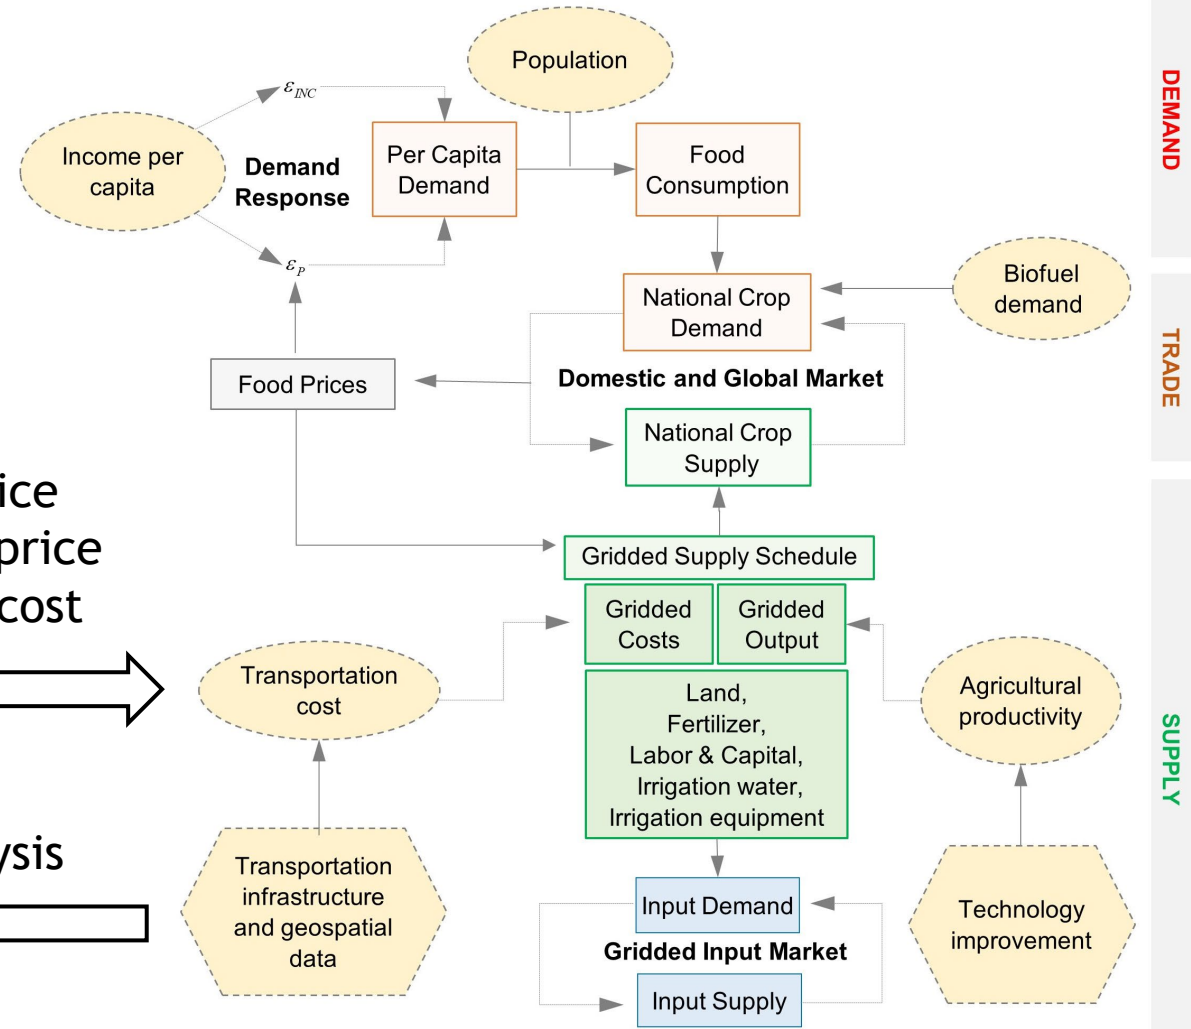 Population
DEMAND
ε_INC
Income per
capita
Demand
Response
Per Capita
Demand
Food
Consumption
ε_P
Biofuel
demand
National Crop
Demand
TRADE
Food Prices
Domestic and Global Market
National Crop
Supply
ice
price
cost
Gridded Supply Schedule
Gridded
Costs
Gridded
Output
Transportation
cost
Agricultural
productivity
Land,
Fertilizer,
Labor & Capital,
Irrigation water,
Irrigation equipment
SUPPLY
ysis
Transportation
infrastructure
and geospatial
data
Input Demand
Technology
improvement
Gridded Input Market
Input Supply